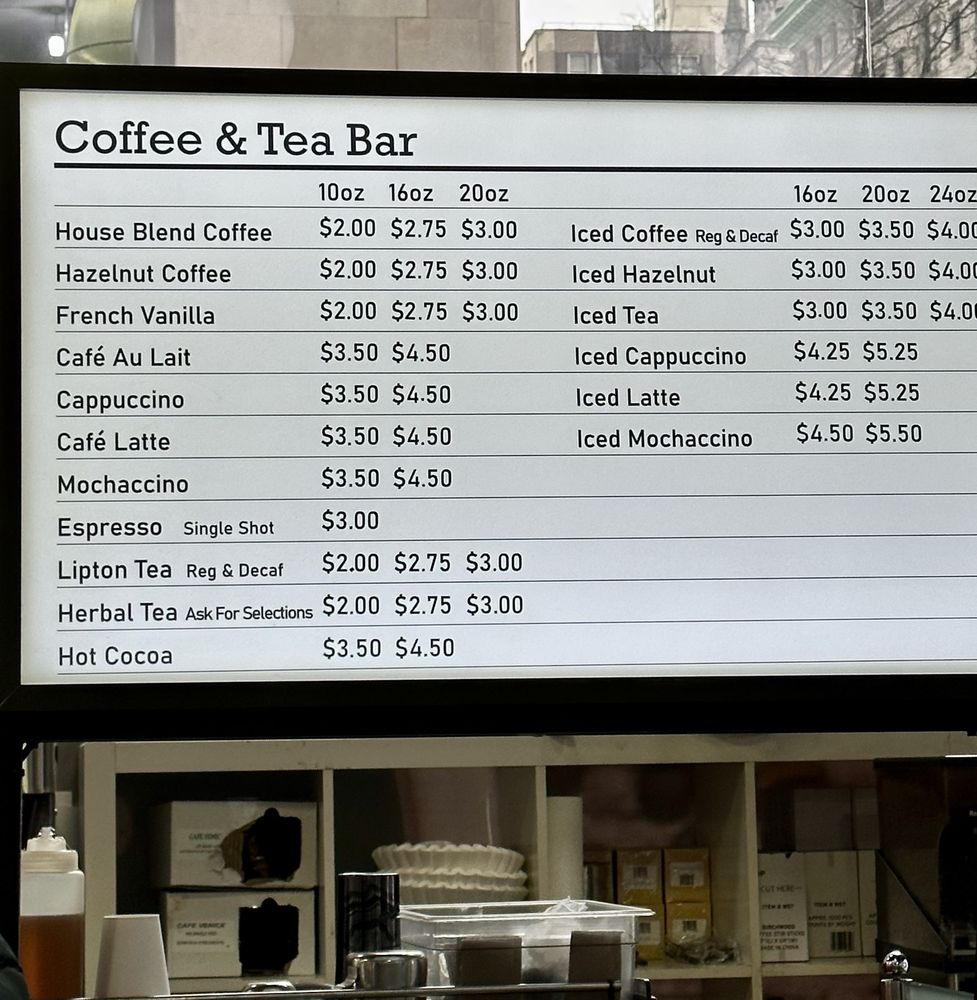 Coffee & Tea Bar
10oz 16oz 20oz
House Blend Coffee $2.00 $2.75 $3.00
Hazelnut Coffee $2.00 $2.75 $3.00
French Vanilla $2.00 $2.75 $3.00
Café Au Lait $3.50 $4.50
Cappuccino $3.50 $4.50
Café Latte $3.50 $4.50
Mochaccino $3.50 $4.50
Espresso Single Shot $3.00
Lipton Tea Reg & Decaf $2.00 $2.75 $3.00
Herbal Tea Ask For Selections $2.00 $2.75 $3.00
Hot Cocoa $3.50 $4.50
16oz 20oz 24oz
Iced Coffee Reg & Decaf $3.00 $3.50 $4.00
Iced Hazelnut $3.00 $3.50 $4.00
Iced Tea $3.00 $3.50 $4.00
Iced Cappuccino $4.25 $5.25
Iced Latte $4.25 $5.25
Iced Mochaccino $4.50 $5.50
CAFE VENICE
CUT HERE